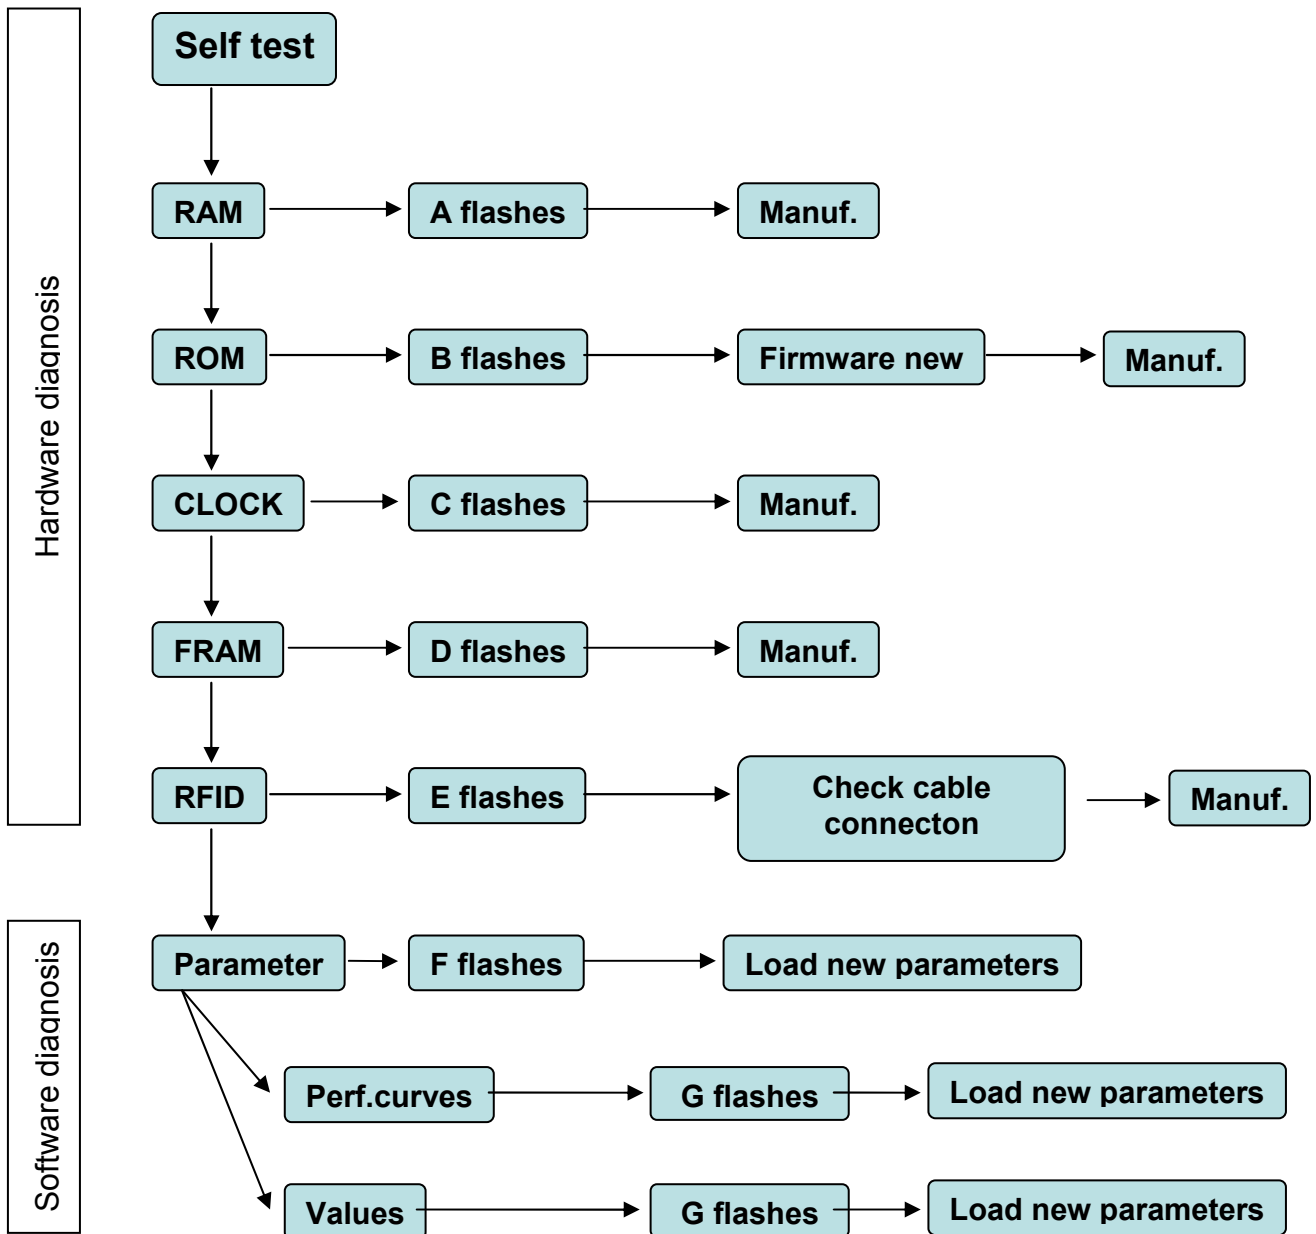 Hardware diagnosis
Self test
RAM
A flashes
Manuf.
ROM
B flashes
Firmware new
Manuf.
CLOCK
C flashes
Manuf.
FRAM
D flashes
Manuf.
RFID
E flashes
Check cable
connecton
Manuf.
Software diagnosis
Parameter
F flashes
Load new parameters
Perf.curves
G flashes
Load new parameters
Values
G flashes
Load new parameters